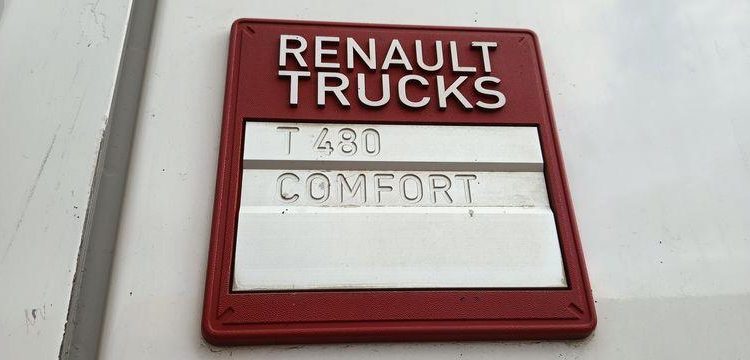 RENAULT
TRUCKS
T 480
COMFORT